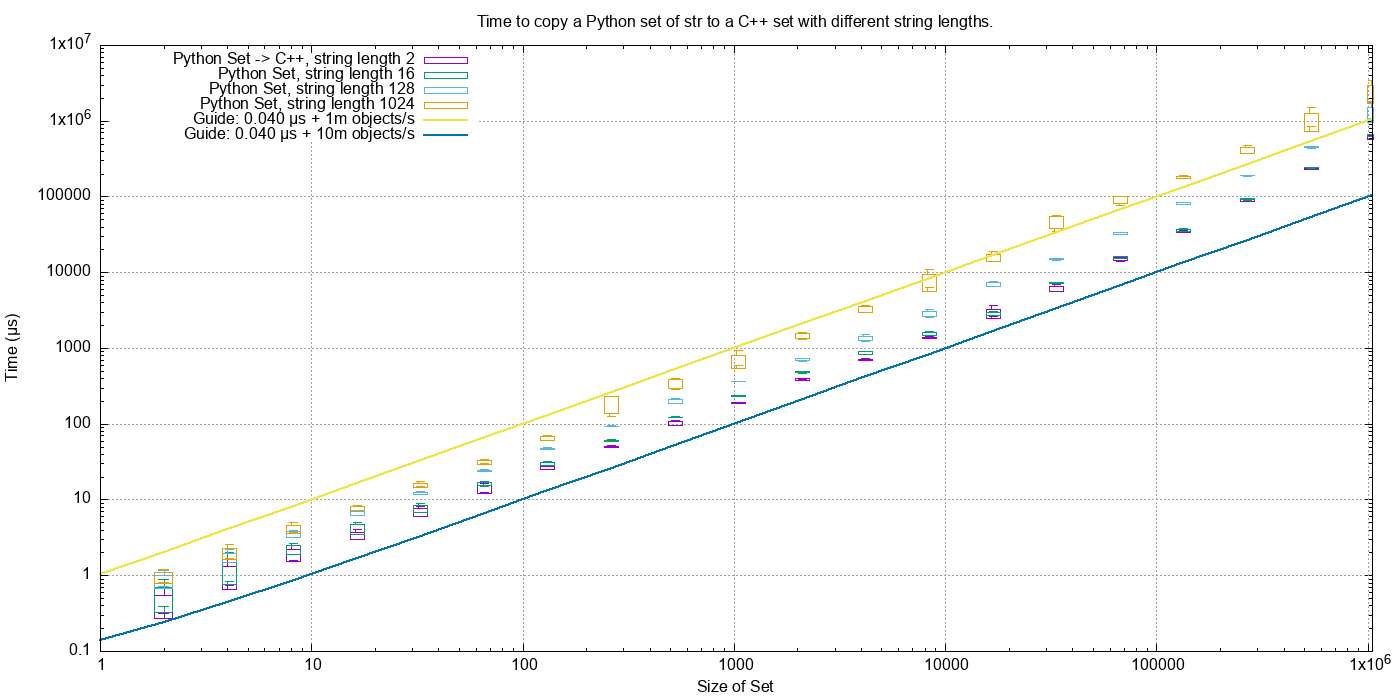 Time to copy a Python set of str to a C++ set with different string lengths.
1x10⁷
Python Set -> C++, string length 2
Python Set, string length 16
Python Set, string length 128
Python Set, string length 1024
Guide: 0.040 µs + 1m objects/s
Guide: 0.040 µs + 10m objects/s
1x10⁶
100000
10000
1000
100
10
1
0.1
Time (µs)
1 10 100 1000 10000 100000 1x10⁶
Size of Set